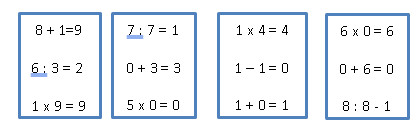 8 + 1=9
6 : 3 = 2
1 x 9 = 9
7 : 7 = 1
0 + 3 = 3
5 x 0 = 0
1 x 4 = 4
1 – 1 = 0
1 + 0 = 1
6 x 0 = 6
0 + 6 = 0
8 : 8 - 1